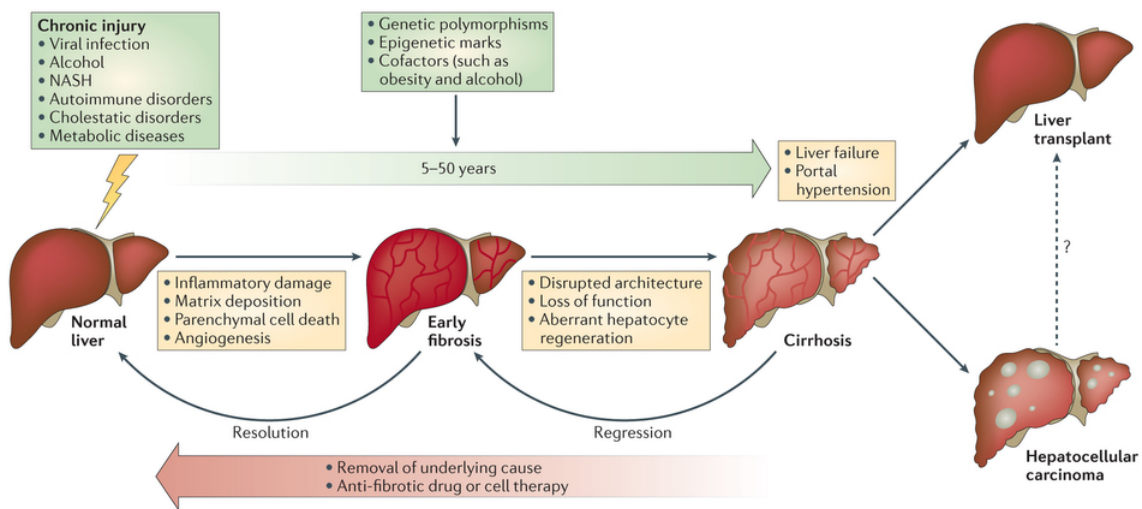 Chronic injury
• Viral infection
• Alcohol
• NASH
• Autoimmune disorders
• Cholestatic disorders
• Metabolic diseases
• Genetic polymorphisms
• Epigenetic marks
• Cofactors (such as
obesity and alcohol)
5–50 years
• Liver failure
• Portal
hypertension
Liver
transplant
?
Normal
liver
• Inflammatory damage
• Matrix deposition
• Parenchymal cell death
• Angiogenesis
Early
fibrosis
• Disrupted architecture
• Loss of function
• Aberrant hepatocyte
regeneration
Cirrhosis
Resolution
Regression
Hepatocellular
carcinoma
• Removal of underlying cause
• Anti-fibrotic drug or cell therapy